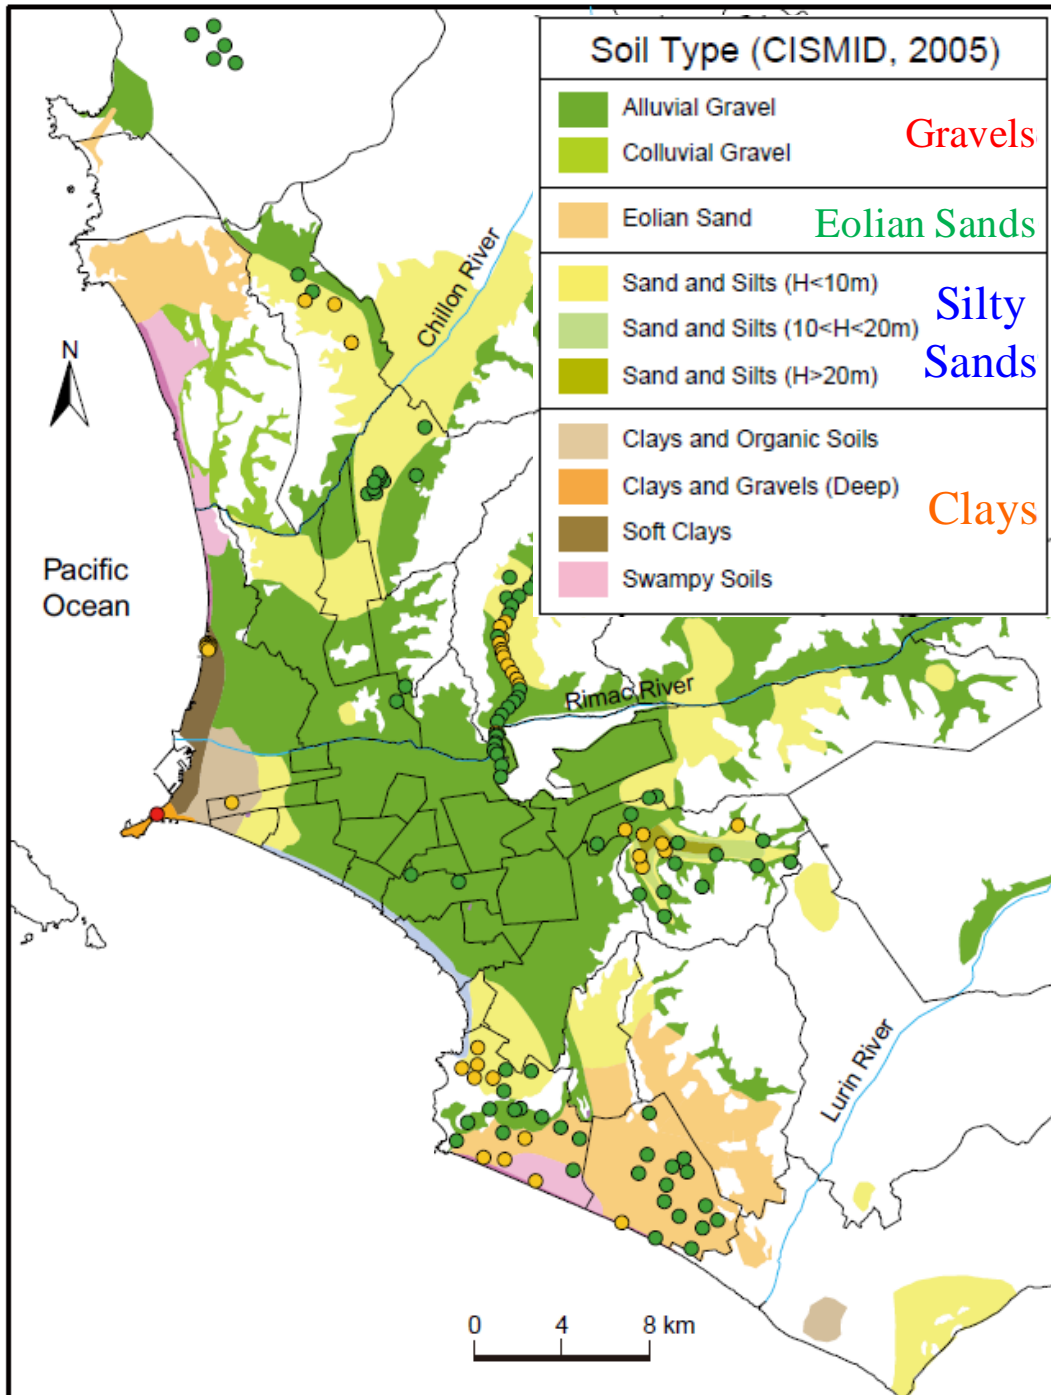 Soil Type (CISMID, 2005)
Alluvial Gravel
Colluvial Gravel
Gravels
Eolian Sand
Eolian Sands
Sand and Silts (H<10m)
Sand and Silts (10<H<20m)
Sand and Silts (H>20m)
Silty
Sands
Clays and Organic Soils
Clays and Gravels (Deep)
Soft Clays
Swampy Soils
Clays
Chillon River
N
Pacific
Ocean
Rimac River
Lurin River
0 4 8 km